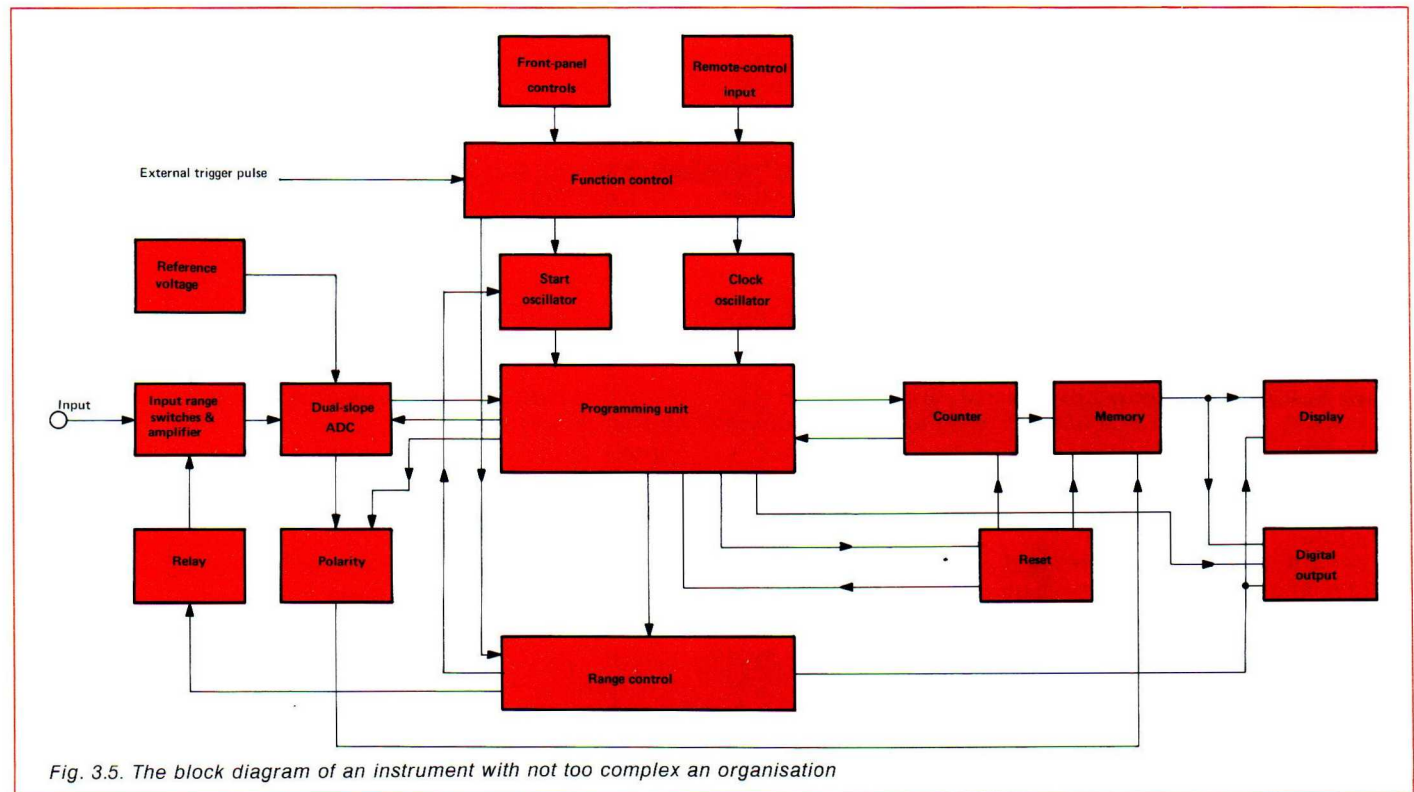 Front-panel
controls
Remote-control
input
External trigger pulse
Function control
Reference
voltage
Start
oscillator
Clock
oscillator
Input
Input range
switches &
amplifier
Dual-slope
ADC
Programming unit
Counter
Memory
Display
Relay
Polarity
Reset
Digital
output
Range control
Fig. 3.5. The block diagram of an instrument with not too complex an organisation